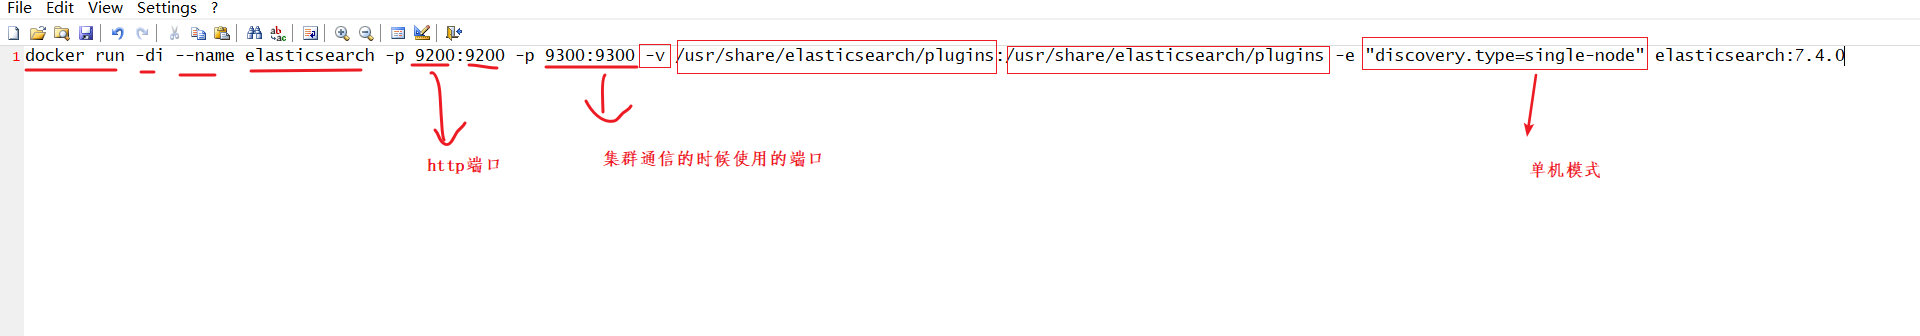 File Edit View Settings ?
1 docker run -di --name elasticsearch -p 9200:9200 -p 9300:9300 -v /usr/share/elasticsearch/plugins:/usr/share/elasticsearch/plugins -e "discovery.type=single-node" elasticsearch:7.4.0
http端口
集群通信的时候使用的端口
单机模式